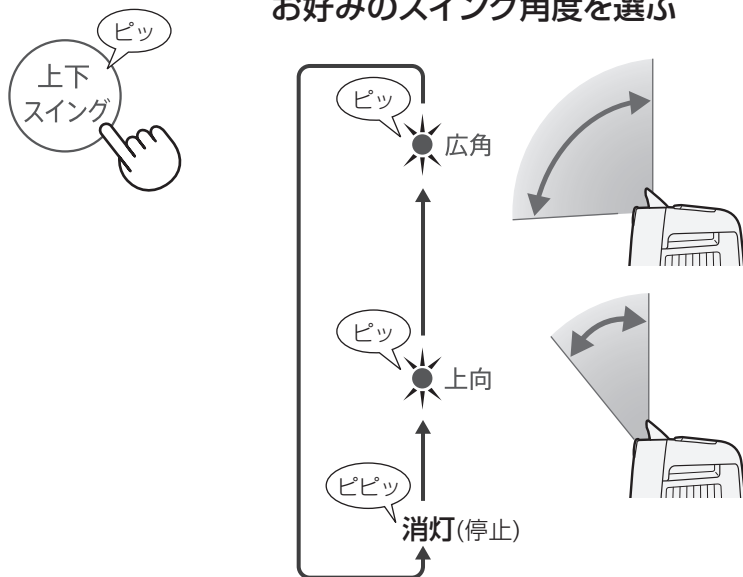 お好みのスイング角度を選ぶ
ピッ
上下
スイング
ピッ
広角
ピッ
上向
ピピッ
消灯(停止)